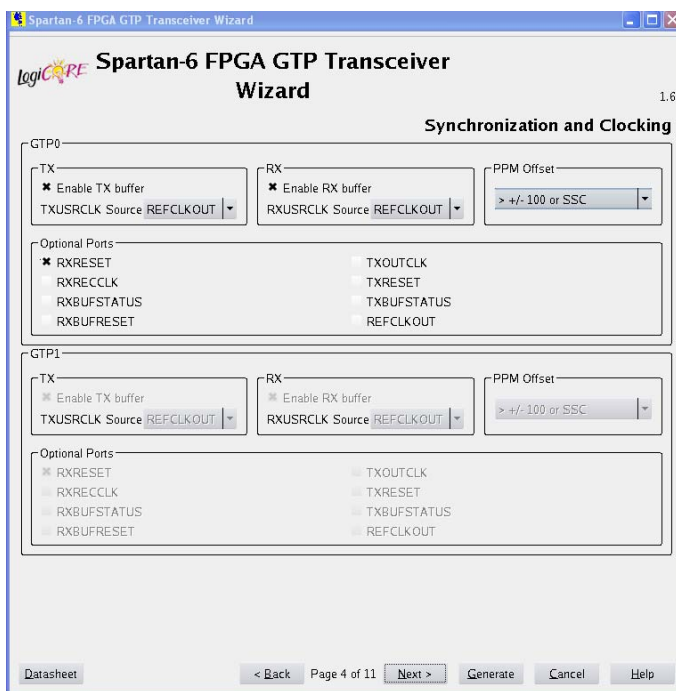 Spartan-6 FPGA GTP Transceiver Wizard
LogiCORE
Spartan-6 FPGA GTP Transceiver
Wizard
1.6
Synchronization and Clocking
GTP0
TX
Enable TX buffer
TXUSRCLK Source REFCLKOUT
RX
Enable RX buffer
RXUSRCLK Source REFCLKOUT
PPM Offset
> +/- 100 or SSC
Optional Ports
RXRESET
RXRECCLK
RXBUFSTATUS
RXBUFRESET
TXOUTCLK
TXRESET
TXBUFSTATUS
REFCLKOUT
GTP1
TX
Enable TX buffer
TXUSRCLK Source REFCLKOUT
RX
Enable RX buffer
RXUSRCLK Source REFCLKOUT
PPM Offset
> +/- 100 or SSC
Optional Ports
RXRESET
RXRECCLK
RXBUFSTATUS
RXBUFRESET
TXOUTCLK
TXRESET
TXBUFSTATUS
REFCLKOUT
Datasheet < Back Page 4 of 11 Next > Generate Cancel Help